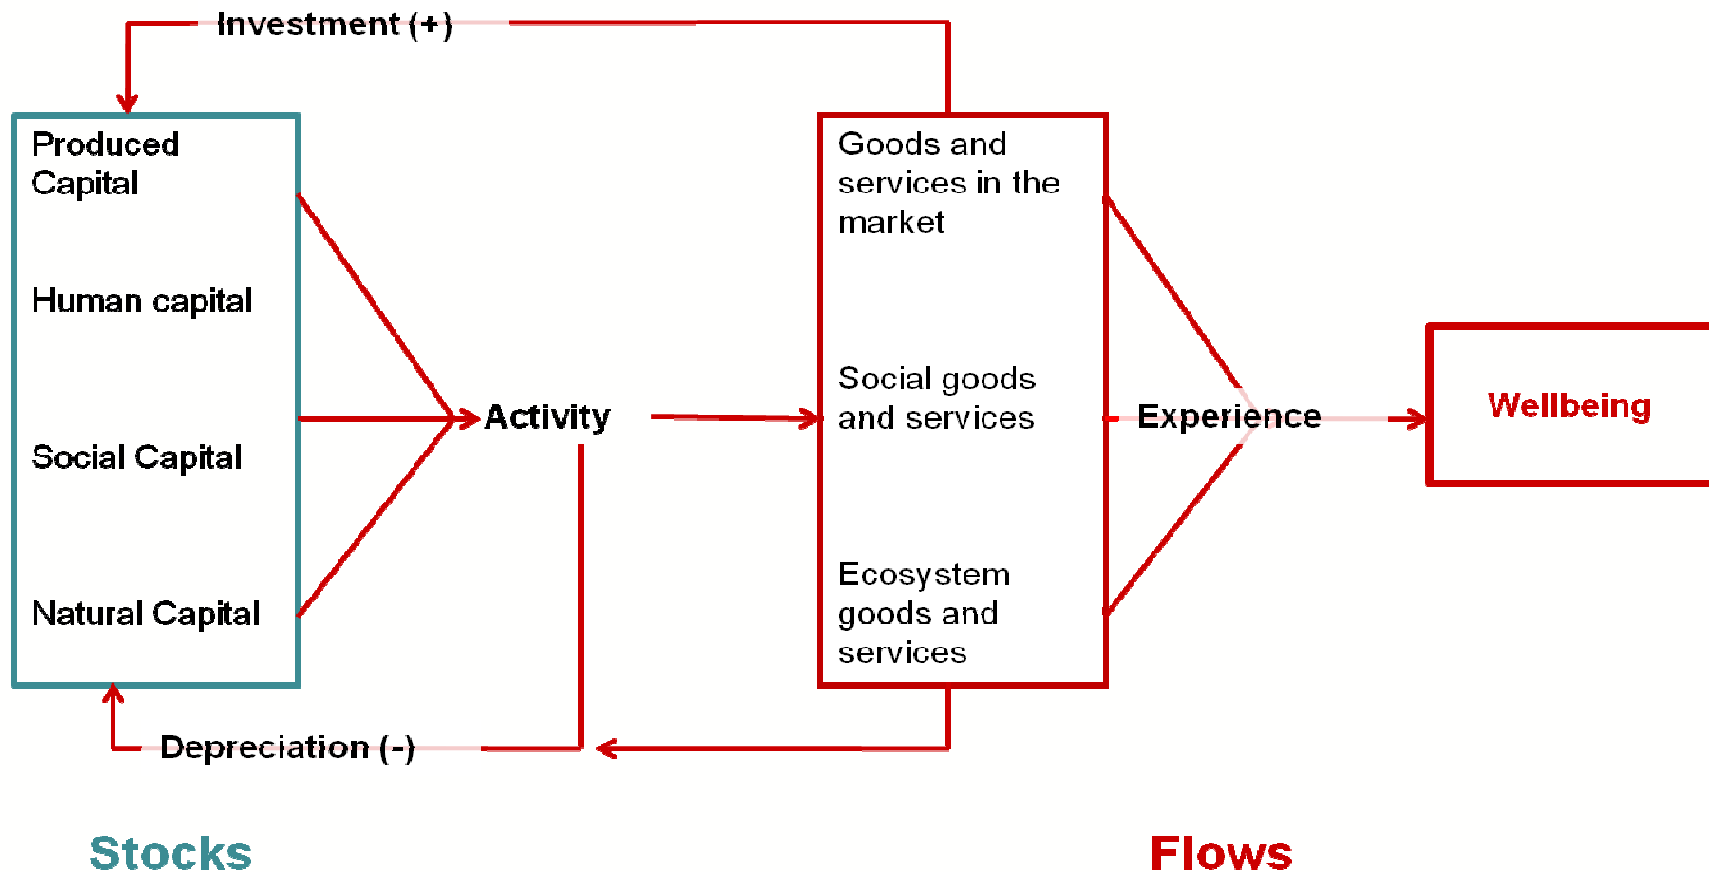 Investment (+)
Produced
Capital
Human capital
Social Capital
Natural Capital
Activity
Goods and
services in the
market
Social goods
and services
Ecosystem
goods and
services
Experience
Wellbeing
Depreciation (-)
Stocks
Flows